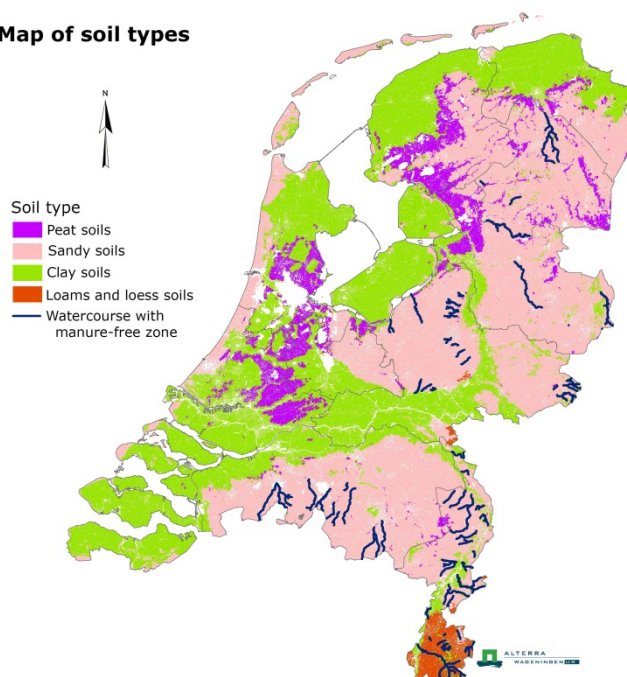 Map of soil types
N
Soil type
Peat soils
Sandy soils
Clay soils
Loams and loess soils
Watercourse with
manure-free zone
ALTERRA
WAGENINGEN UR